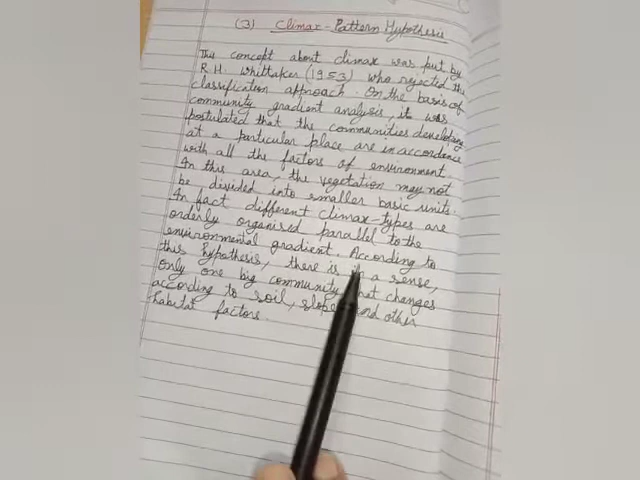 (3) Climax-Pattern Hypothesis
This concept about climax was put by
R.H. Whittaker (1953) who rejected the
classification approach. On the basis of
community gradient analysis, it was
postulated that the communities developing
at a particular place are in accordance
with all the factors of environment.
In this area, the vegetation may not
be divided into smaller basic units.
In fact different climax-types are
orderly organised parallel to the
environmental gradient. According to
this hypothesis, there is in a sense,
only one big community that changes
according to soil, slope and other
habitat factors